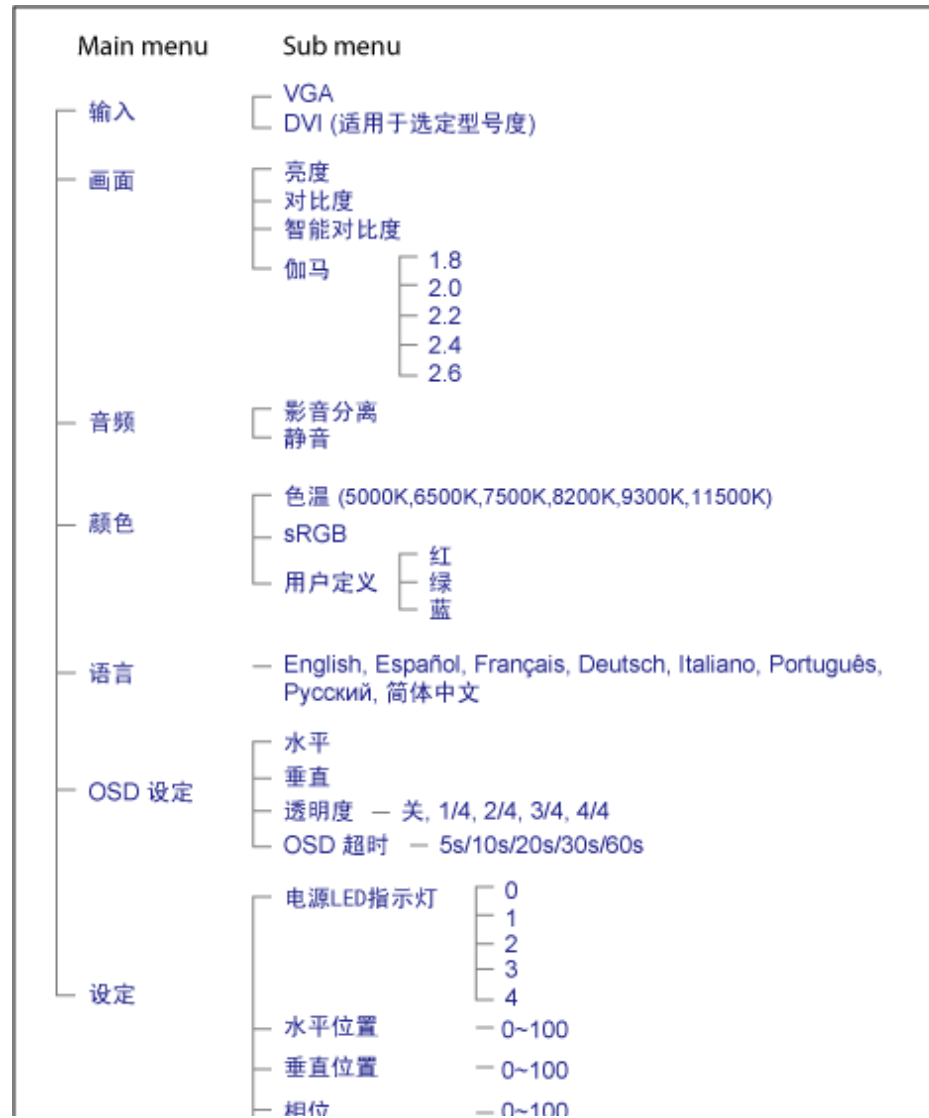 Main menu Sub menu
输入 VGA
DVI (适用于选定型号度)
画面 亮度
对比度
智能对比度
伽马 1.8
2.0
2.2
2.4
2.6
音频 影音分离
静音
颜色 色温 (5000K,6500K,7500K,8200K,9300K,11500K)
sRGB
用户定义 红
绿
蓝
语言 English, Español, Français, Deutsch, Italiano, Português,
Русский, 简体中文
OSD 设定 水平
垂直
透明度 关, 1/4, 2/4, 3/4, 4/4
OSD 超时 5s/10s/20s/30s/60s
设定 电源LED指示灯 0
1
2
3
4
水平位置 0~100
垂直位置 0~100
相位 0~100